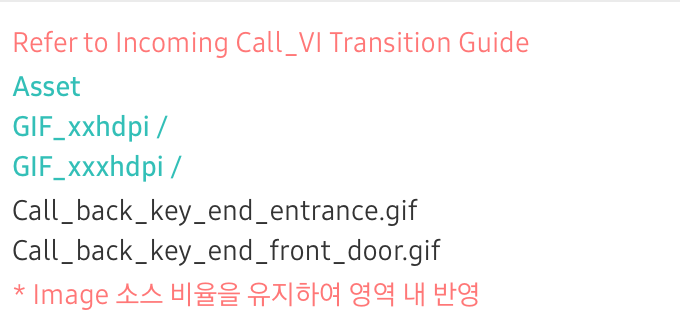 Refer to Incoming Call_VI Transition Guide
Asset
GIF_xxhdpi /
GIF_xxxhdpi /
Call_back_key_end_entrance.gif
Call_back_key_end_front_door.gif
* Image 소스 비율을 유지하여 영역 내 반영